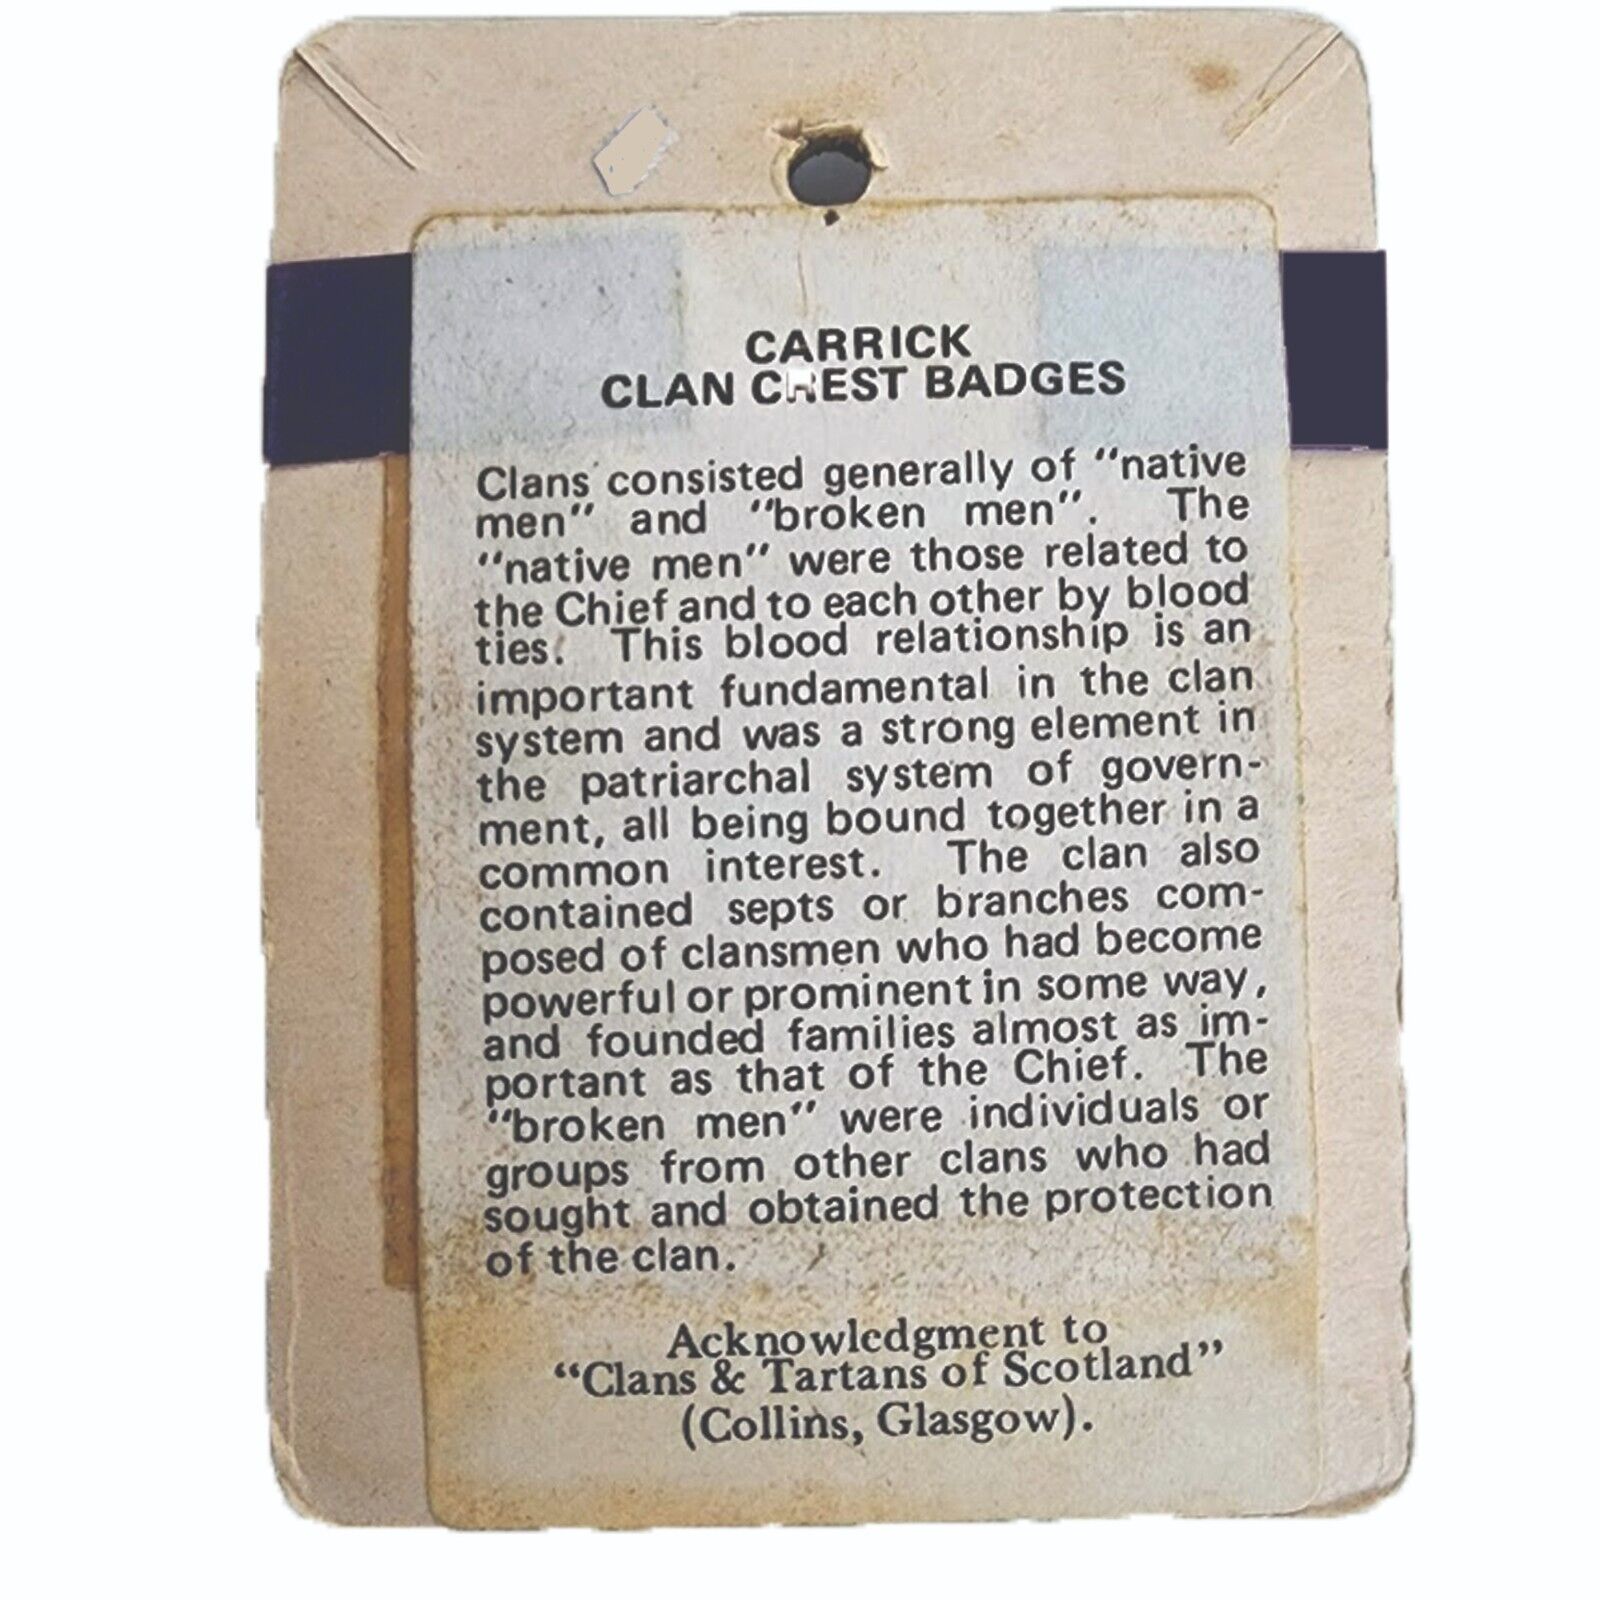 CARRICK
CLAN CREST BADGES
Clans consisted generally of "native
men" and "broken men". The
"native men" were those related to
the Chief and to each other by blood
ties. This blood relationship is an
important fundamental in the clan
system and was a strong element in
the patriarchal system of govern-
ment, all being bound together in a
common interest. The clan also
contained septs or branches com-
posed of clansmen who had become
powerful or prominent in some way,
and founded families almost as im-
portant as that of the Chief. The
"broken men" were individuals or
groups from other clans who had
sought and obtained the protection
of the clan.
Acknowledgment to
"Clans & Tartans of Scotland"
(Collins, Glasgow).